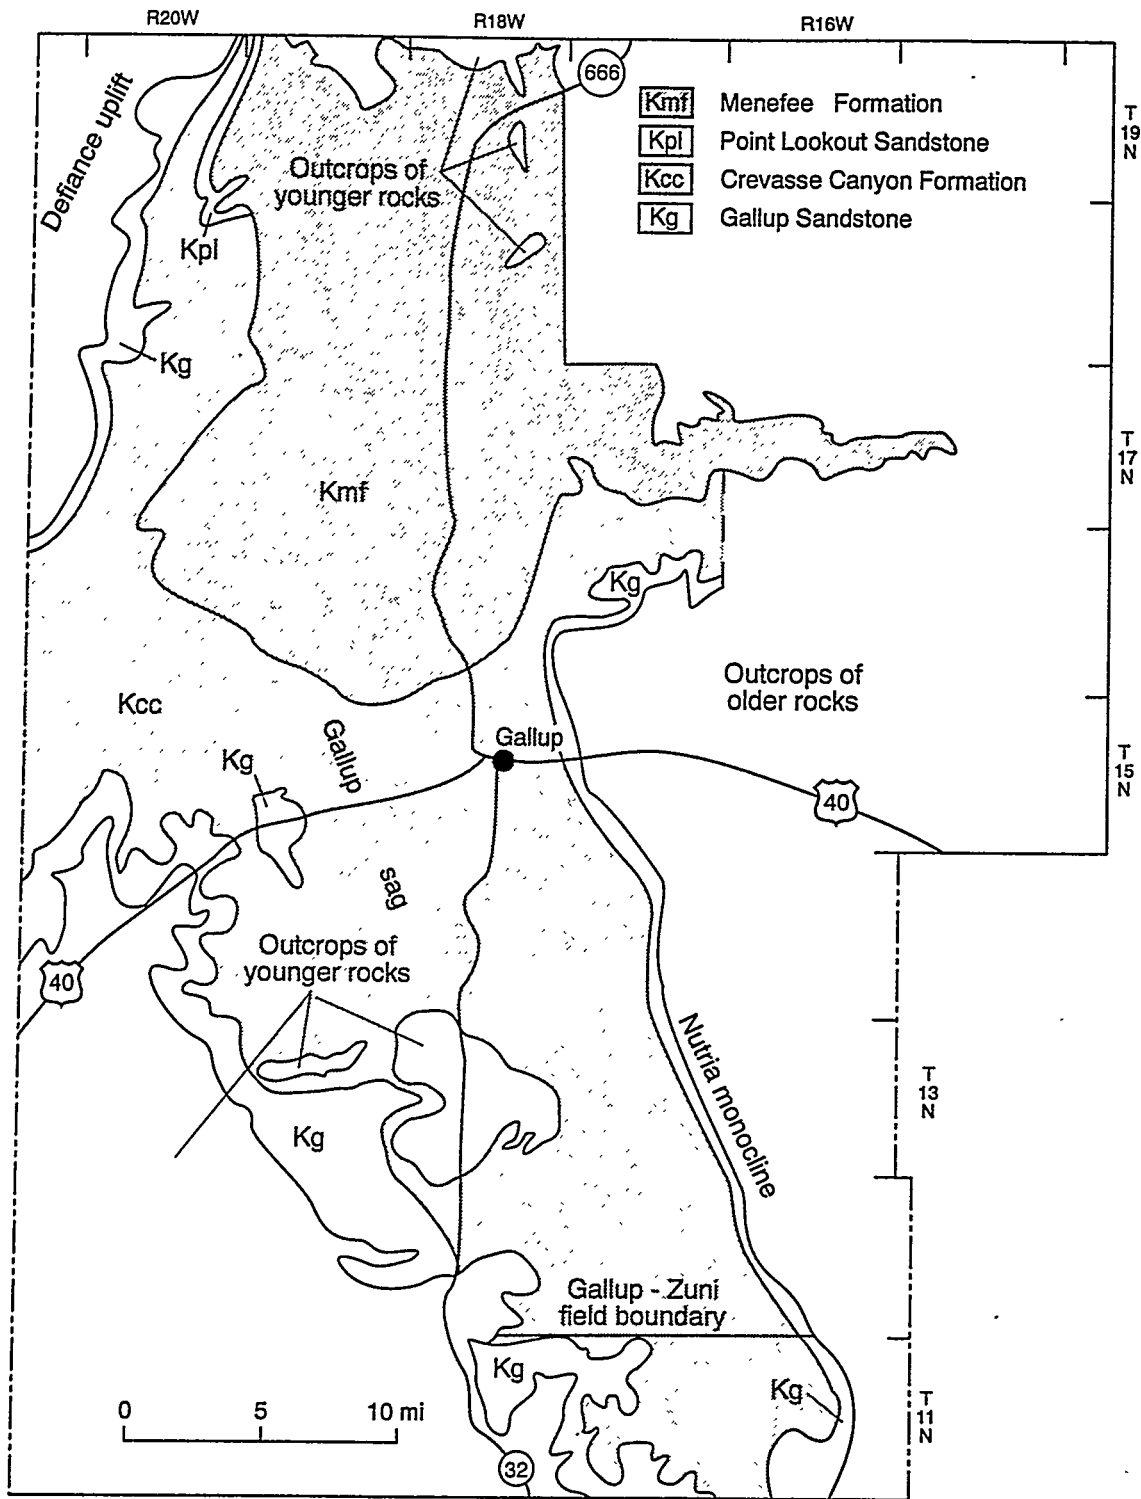 R20W
R18W
R16W
666
Kmf Menefee Formation
Kpl Point Lookout Sandstone
Kcc Crevasse Canyon Formation
Kg Gallup Sandstone
T
19
N
Defiance uplift
Outcrops of
younger rocks
Kpl
Kg
T
17
N
Kmf
Kg
Outcrops of
older rocks
Kcc
Gallup
sag
Kg
Gallup
T
15
N
40
40
Outcrops of
younger rocks
Nutria monocline
T
13
N
Kg
Gallup - Zuni
field boundary
Kg
Kg
T
11
N
0 5 10 mi
32